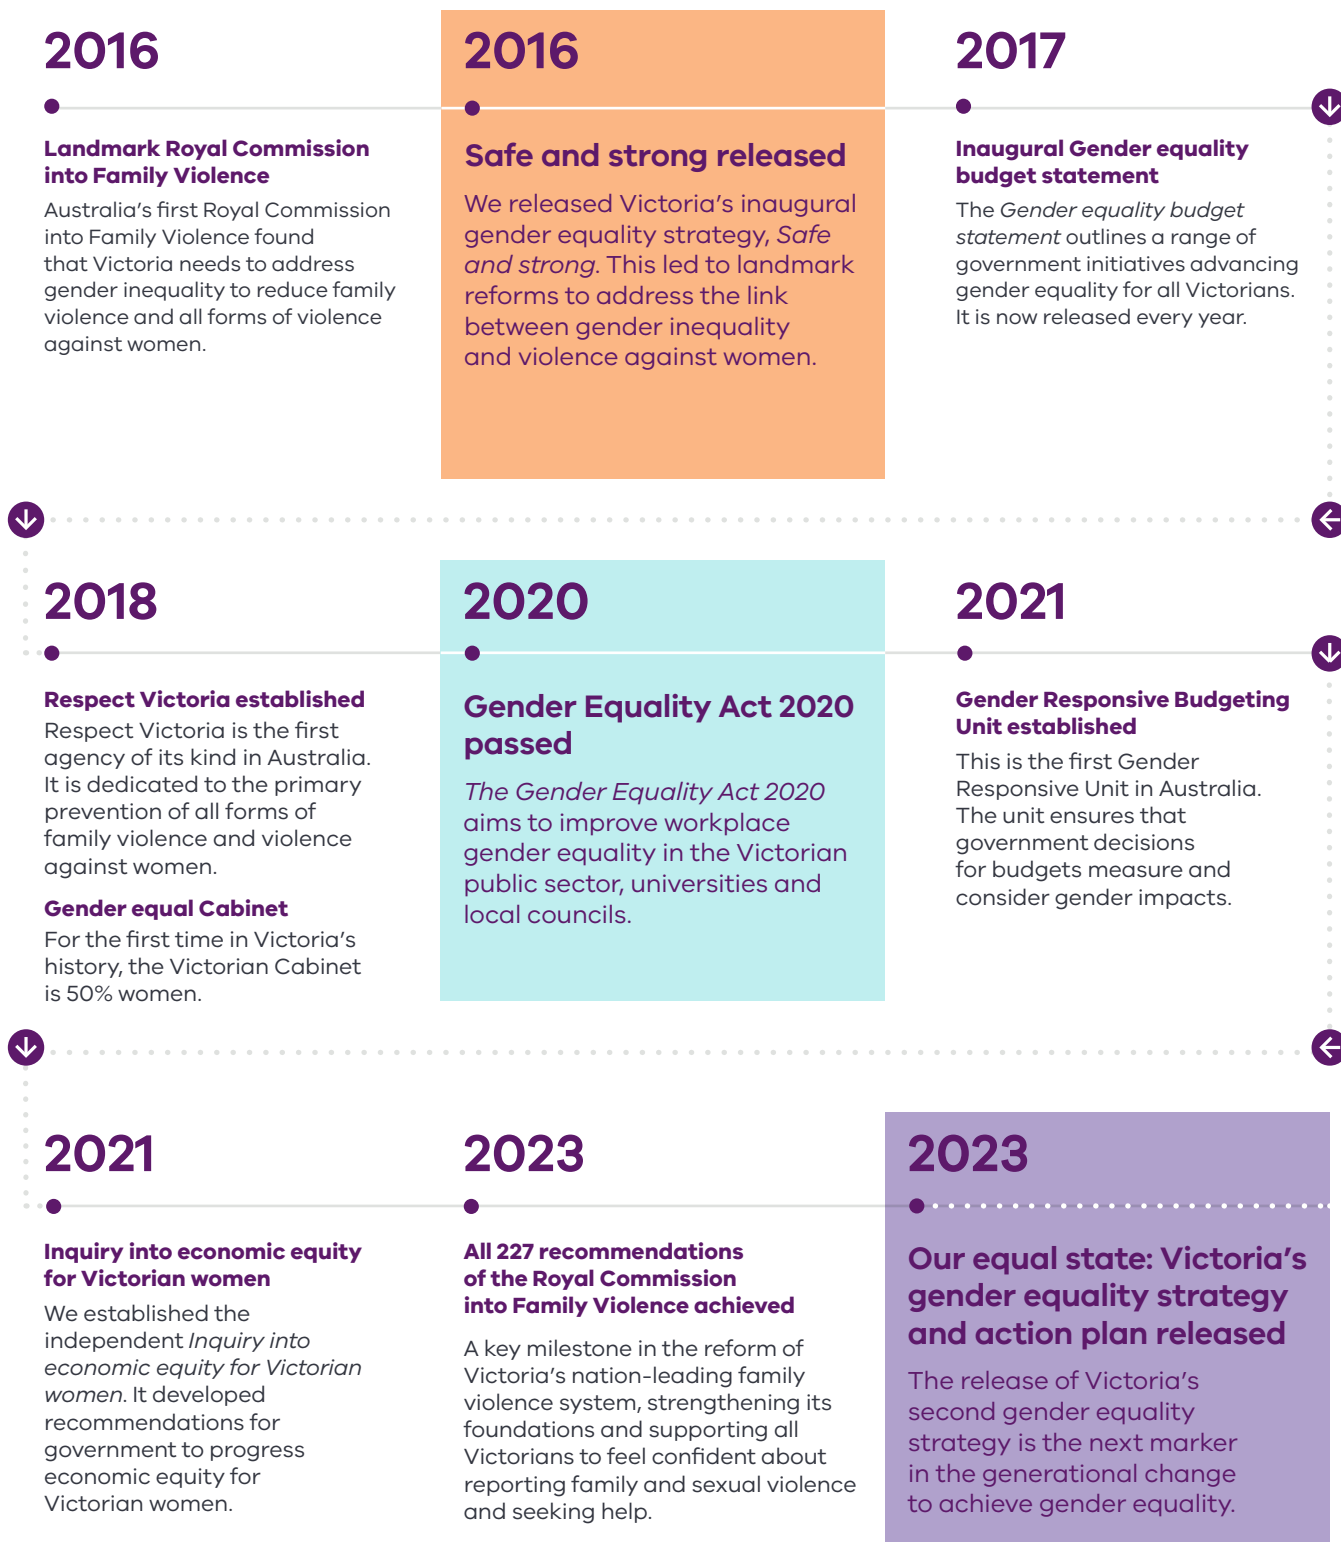 2016
Landmark Royal Commission
into Family Violence
Australia's first Royal Commission
into Family Violence found
that Victoria needs to address
gender inequality to reduce family
violence and all forms of violence
against women.
2016
Safe and strong released
We released Victoria's inaugural
gender equality strategy, Safe
and strong. This led to landmark
reforms to address the link
between gender inequality
and violence against women.
2017
Inaugural Gender equality
budget statement
The Gender equality budget
statement outlines a range of
government initiatives advancing
gender equality for all Victorians.
It is now released every year.
2018
Respect Victoria established
Respect Victoria is the first
agency of its kind in Australia.
It is dedicated to the primary
prevention of all forms of
family violence and violence
against women.
Gender equal Cabinet
For the first time in Victoria's
history, the Victorian Cabinet
is 50% women.
2020
Gender Equality Act 2020
passed
The Gender Equality Act 2020
aims to improve workplace
gender equality in the Victorian
public sector, universities and
local councils.
2021
Gender Responsive Budgeting
Unit established
This is the first Gender
Responsive Unit in Australia.
The unit ensures that
government decisions
for budgets measure and
consider gender impacts.
2021
Inquiry into economic equity
for Victorian women
We established the
independent Inquiry into
economic equity for Victorian
women. It developed
recommendations for
government to progress
economic equity for
Victorian women.
2023
All 227 recommendations
of the Royal Commission
into Family Violence achieved
A key milestone in the reform of
Victoria's nation-leading family
violence system, strengthening its
foundations and supporting all
Victorians to feel confident about
reporting family and sexual violence
and seeking help.
2023
Our equal state: Victoria's
gender equality strategy
and action plan released
The release of Victoria's
second gender equality
strategy is the next marker
in the generational change
to achieve gender equality.